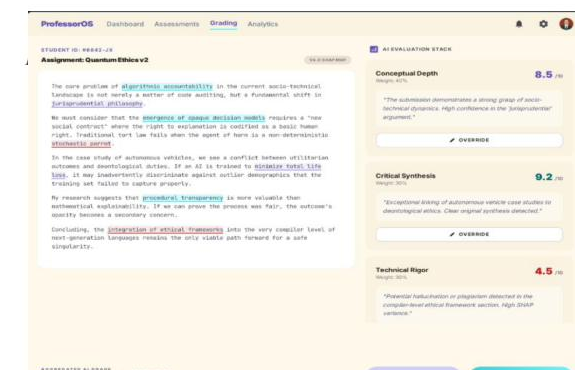 ProfessorOS Dashboard Assessments Grading Analytics
STUDENT ID: #8842-JS
Assignment: Quantum Ethics v2
The core problem of algorithmic accountability in the current socio-technical
landscape is not merely a matter of code auditing, but a fundamental shift in
jurisprudential philosophy.
We must consider that the emergence of opaque decision models requires a "new
social contract" where the right to explanation is codified as a basic human
right. Traditional tort law fails when the agent of here is a non-deterministic
stochastic parrot.
In the case of autonomous vehicles, we see a conflict between utilitarian
outcomes and deontological duties. If an AI is trained to minimize total life
loss, it may inadvertently discriminate against outlier demographics that the
training set failed to capture properly.
My research suggests that procedural transparency is more valuable than
mathematical explainability. If we can prove the process was fair, the outcome's
opacity becomes a secondary concern.
Concluding, the integration of ethical frameworks into the very compiler level of
next-generation languages remains the only viable path forward for a safe
singularity.
AI EVALUATION STACK
Conceptual Depth 8.5 /10
Weight: 40%
"The submission demonstrates a strong grasp of socio-
technical dynamics. High confidence in the 'jurisprudential'
argument."
OVERRIDE
Critical Synthesis 9.2 /10
Weight: 30%
"Exceptional linking of autonomous vehicle case studies to
deontological ethics. Clear original synthesis detected."
OVERRIDE
Technical Rigor 4.5 /10
Weight: 30%
"Potential hallucination or plagiarism detected in the
compiler-level ethical framework section. High SHAP
variance."